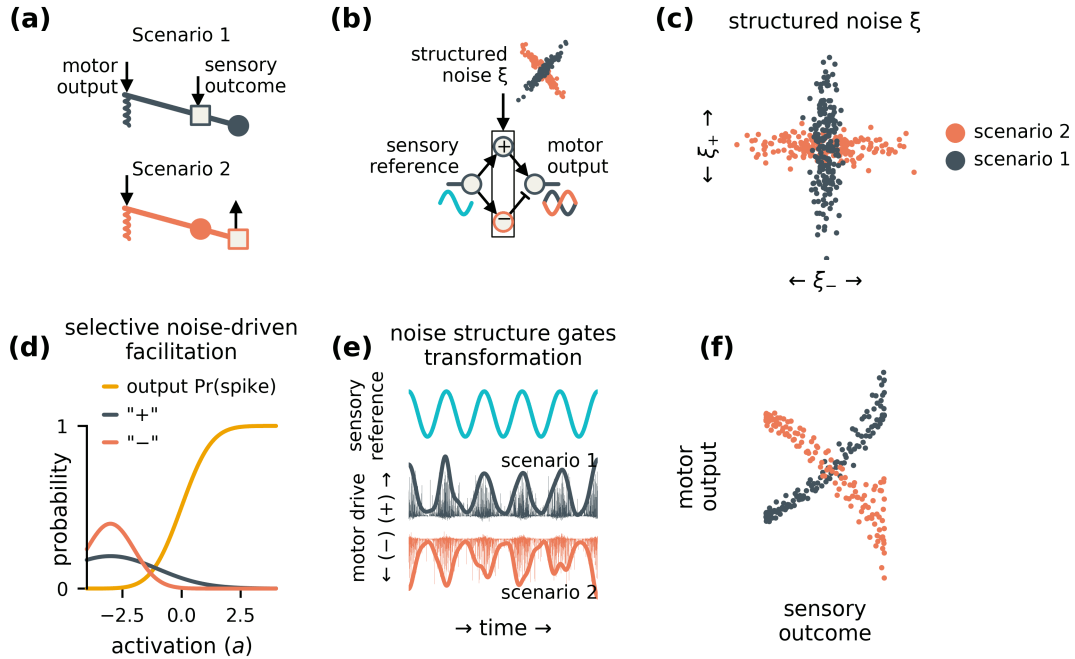 (a)
Scenario 1
motor
output
sensory
outcome
Scenario 2
(b)
structured
noise ξ
sensory
reference
motor
output
+
−
(c)
structured noise ξ
← ξ₊ →
← ξ₋ →
scenario 2
scenario 1
(d)
selective noise-driven
facilitation
output Pr(spike)
"+"
"−"
probability
1
0
−2.5
0.0
2.5
activation (a)
(e)
noise structure gates
transformation
sensory
reference
motor drive
← (−) (+) →
scenario 1
scenario 2
→ time →
(f)
motor
output
sensory
outcome